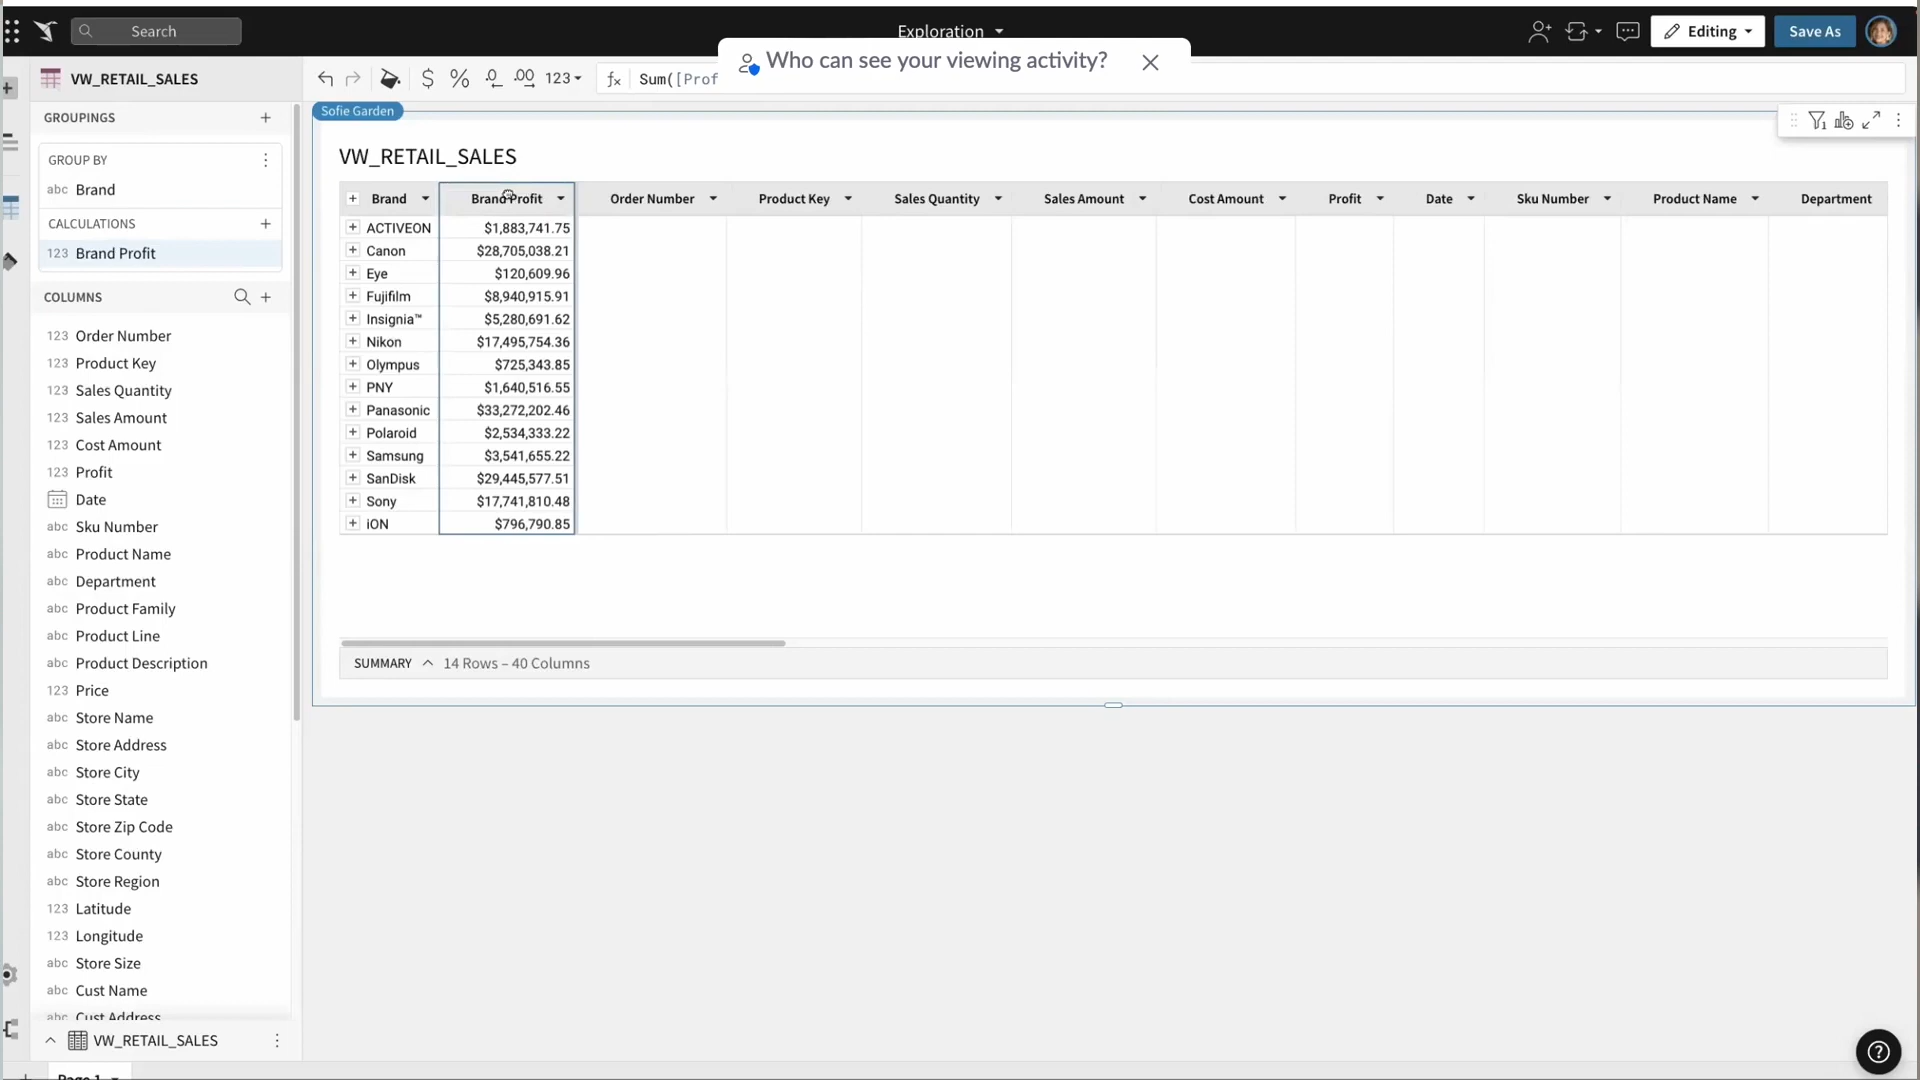 Search
Exploration
Editing
Save As
Who can see your viewing activity?
VW_RETAIL_SALES
$ % .0 .00 123
fx Sum([Prof
GROUPINGS
GROUP BY
abc Brand
CALCULATIONS
123 Brand Profit
COLUMNS
123 Order Number
123 Product Key
123 Sales Quantity
123 Sales Amount
123 Cost Amount
123 Profit
Date
abc Sku Number
abc Product Name
abc Department
abc Product Family
abc Product Line
abc Product Description
123 Price
abc Store Name
abc Store Address
abc Store City
abc Store State
abc Store Zip Code
abc Store County
abc Store Region
123 Latitude
123 Longitude
abc Store Size
abc Cust Name
abc Cust Address
VW_RETAIL_SALES
Page 1
Sofie Garden
VW_RETAIL_SALES
Brand Brand Profit Order Number Product Key Sales Quantity Sales Amount Cost Amount Profit Date Sku Number Product Name Department
ACTIVEON $1,883,741.75
Canon $28,705,038.21
Eye $120,609.96
Fujifilm $8,940,915.91
Insignia™ $5,280,691.62
Nikon $17,495,754.36
Olympus $725,343.85
PNY $1,640,516.55
Panasonic $33,272,202.46
Polaroid $2,534,333.22
Samsung $3,541,655.22
SanDisk $29,445,577.51
Sony $17,741,810.48
iON $796,790.85
SUMMARY 14 Rows – 40 Columns